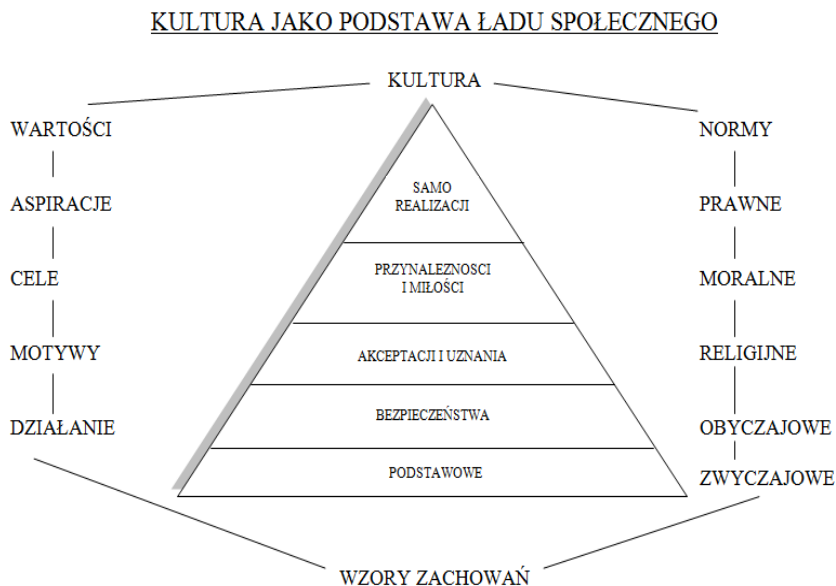 KULTURA JAKO PODSTAWA ŁADU SPOŁECZNEGO
KULTURA
WARTOŚCI
ASPIRACJE
CELE
MOTYWY
DZIAŁANIE
SAMO
REALIZACJI
PRZYNALEZNOSCI
I MIŁOŚCI
AKCEPTACJI I UZNANIA
BEZPIECZEŃSTWA
PODSTAWOWE
NORMY
PRAWNE
MORALNE
RELIGIJNE
OBYCZAJOWE
ZWYCZAJOWE
WZORY ZACHOWAŃ